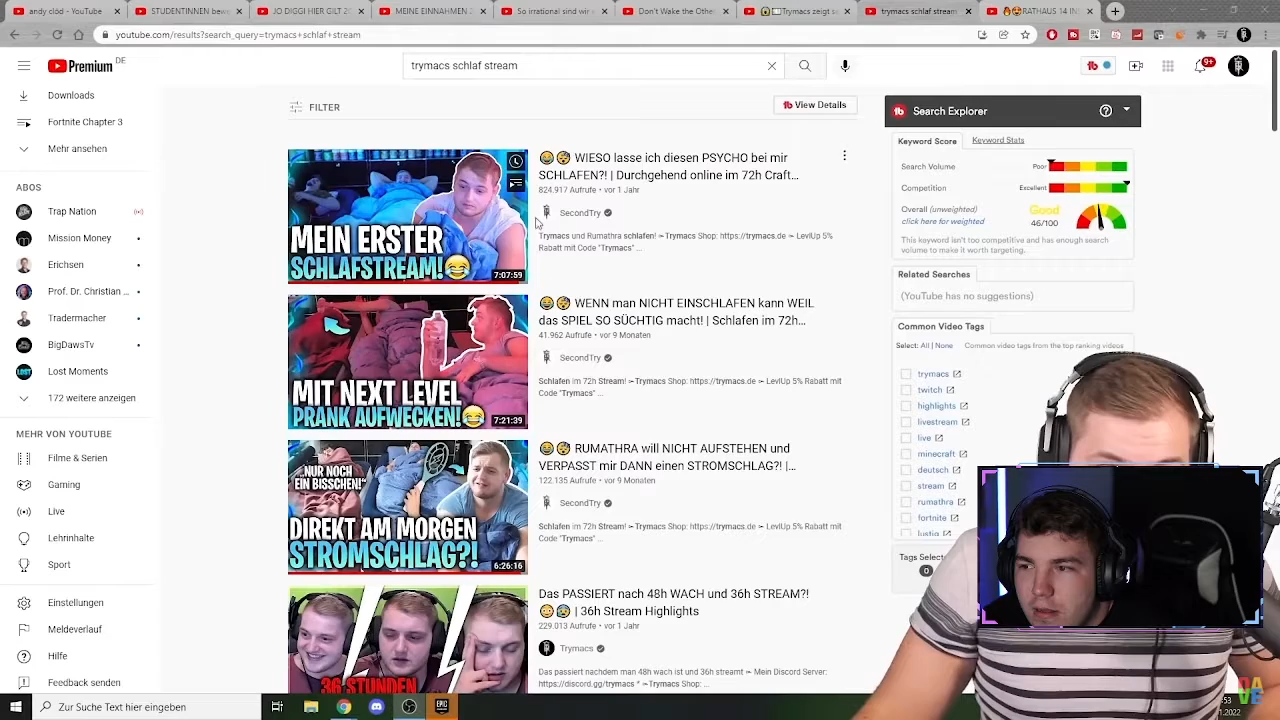 andy clöd - YouTube
STUDENTINNEN bew
JO DIGGI HIER GILT 2
MEINE EINNAHMEN 2
So irrational sind wir
Don't Wake the Othe
Trymacs zeigt s
trymacs schlaf stream
RATHAUS 14 IN
youtube.com/results?search_query=trymacs+schlaf+stream
Premium DE
trymacs schlaf stream
9+
Downloads
Fortnite Chapter 3
Mehr ansehen
ABOS
Trap Nation
Mission Money
Erichsen
Prof. Dr. Christian ...
Tradermacher
BigDawsTv
LOST
Lost Moments
172 weitere anzeigen
MEHR VON YOUTUBE
Filme & Serien
Gaming
Live
Lehrinhalte
Sport
Einstellungen
Meldeverlauf
Hilfe
Feedback senden
FILTER
View Details
MEIN ERSTER
SCHLAFSTREAM!😂
7:07:59
😂😨 WIESO lasse ich diesen PSYCHO bei mir
SCHLAFEN?! | Durchgehend online im 72h Craft...
824.917 Aufrufe • vor 1 Jahr
SecondTry
Trymacs und Rumathra schlafen! ➢Trymacs Shop: https://trymacs.de ➢ LevlUp 5%
Rabatt mit Code "Trymacs" ...
MIT NEXT LEVEL
PRANK AUFWECKEN!😂
7:21:39
😂😨 WENN man NICHT EINSCHLAFEN kann WEIL
das SPIEL SO SÜCHTIG macht! | Schlafen im 72h...
41.962 Aufrufe • vor 9 Monaten
SecondTry
Schlafen im 72h Stream! ➢Trymacs Shop: https://trymacs.de ➢ LevlUp 5% Rabatt mit
Code "Trymacs" ...
"NUR NOCH
EIN BISSCHEN!"
DIREKT AM MORGEN
STROMSCHLAG?!
6:26:16
😂😨 RUMATHRA will NICHT AUFSTEHEN und
VERPASST mir DANN einen STROMSCHLAG?! |...
122.135 Aufrufe • vor 9 Monaten
SecondTry
Schlafen im 72h Stream! ➢Trymacs Shop: https://trymacs.de ➢ LevlUp 5% Rabatt mit
Code "Trymacs" ...
36 STUNDEN
Das PASSIERT nach 48h WACH und 36h STREAM?!
😳😨 | 36h Stream Highlights
229.013 Aufrufe • vor 1 Jahr
Trymacs
Das passiert nachdem man 48h wach ist und 36h streamt ➢ Mein Discord Server:
https://discord.gg/trymacs * ➢Trymacs Shop: ...
Search Explorer
Keyword Score
Keyword Stats
Search Volume
Poor
Competition
Excellent
Overall (unweighted)
click here for weighted
Good
46/100
This keyword isn't too competitive and has enough search
volume to make it worth targeting.
Related Searches
(YouTube has no suggestions)
Common Video Tags
Select: All | None
Common video tags from the top ranking videos
trymacs
twitch
highlights
livestream
live
minecraft
deutsch
stream
rumathra
fortnite
lustig
Tags Selecte
0
Zur Suche Text hier eingeben
EPIC